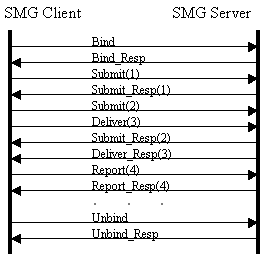 SMG Client SMG Server
Bind
Bind_Resp
Submit(1)
Submit_Resp(1)
Submit(2)
Deliver(3)
Submit_Resp(2)
Deliver_Resp(3)
Report(4)
Report_Resp(4)
. . .
Unbind
Unbind_Resp